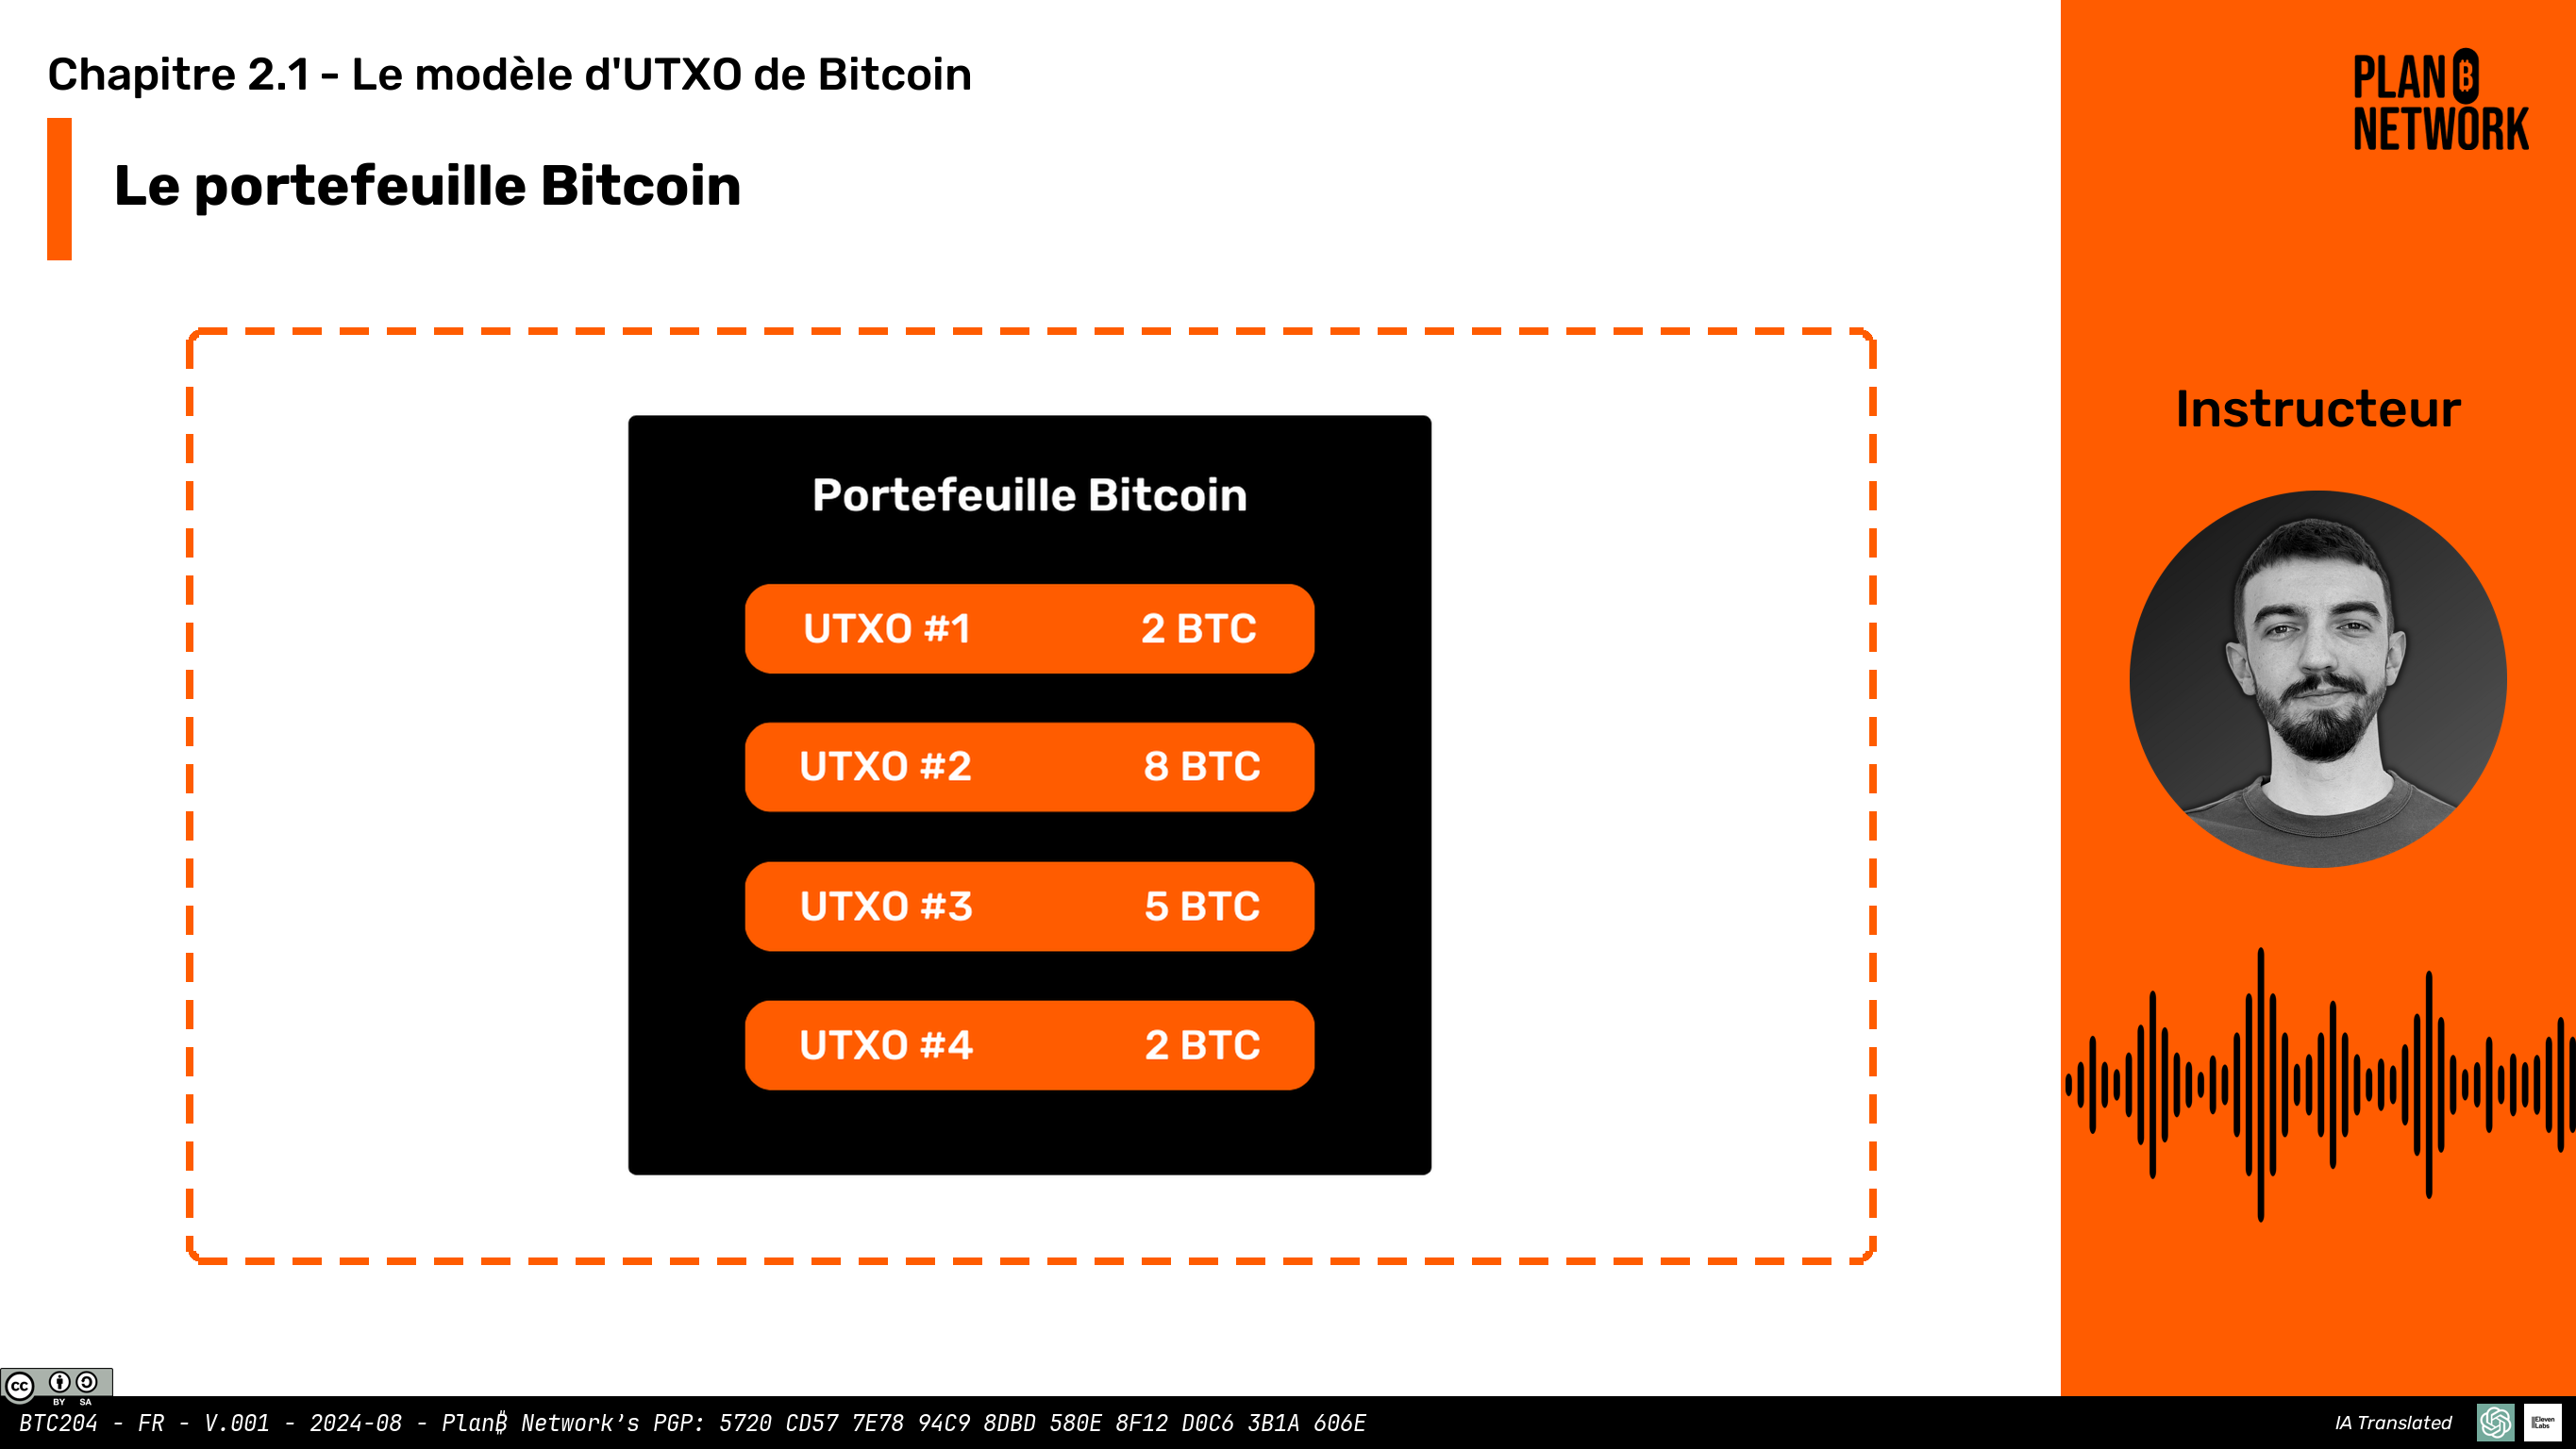 Chapitre 2.1 - Le modèle d'UTXO de Bitcoin
Le portefeuille Bitcoin
PLAN ₿
NETWORK
Instructeur
Portefeuille Bitcoin
UTXO #1 2 BTC
UTXO #2 8 BTC
UTXO #3 5 BTC
UTXO #4 2 BTC
cc BY SA
BTC204 - FR - V.001 - 2024-08 - Plan₿ Network’s PGP: 5720 CD57 7E78 94C9 8DBD 580E 8F12 D0C6 3B1A 606E
IA Translated
ElevenLabs